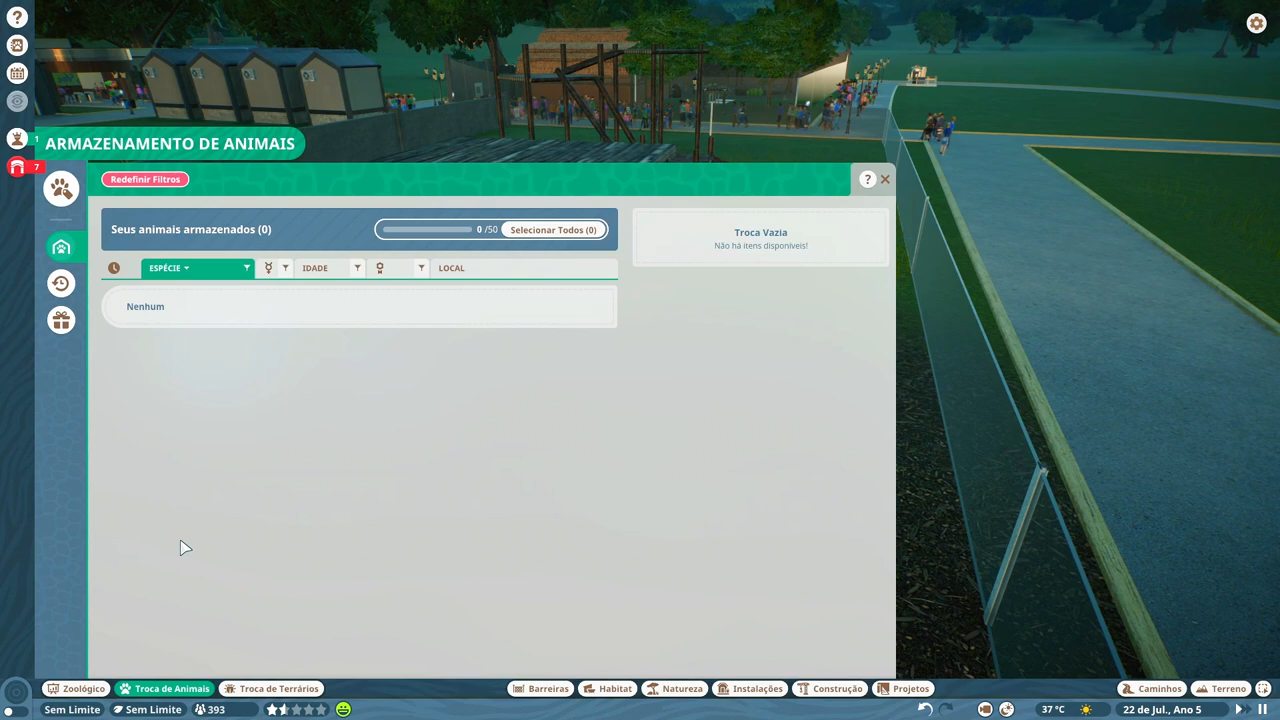 ?
1
ARMAZENAMENTO DE ANIMAIS
7
Redefinir Filtros
?
Seus animais armazenados (0)
0 /50
Selecionar Todos (0)
Troca Vazia
Não há itens disponíveis!
ESPÉCIE
IDADE
LOCAL
Nenhum
Zoológico
Troca de Animais
Troca de Terrários
Barreiras
Habitat
Natureza
Instalações
Construção
Projetos
Caminhos
Terreno
Sem Limite
Sem Limite
393
37 ºC
22 de Jul., Ano 5